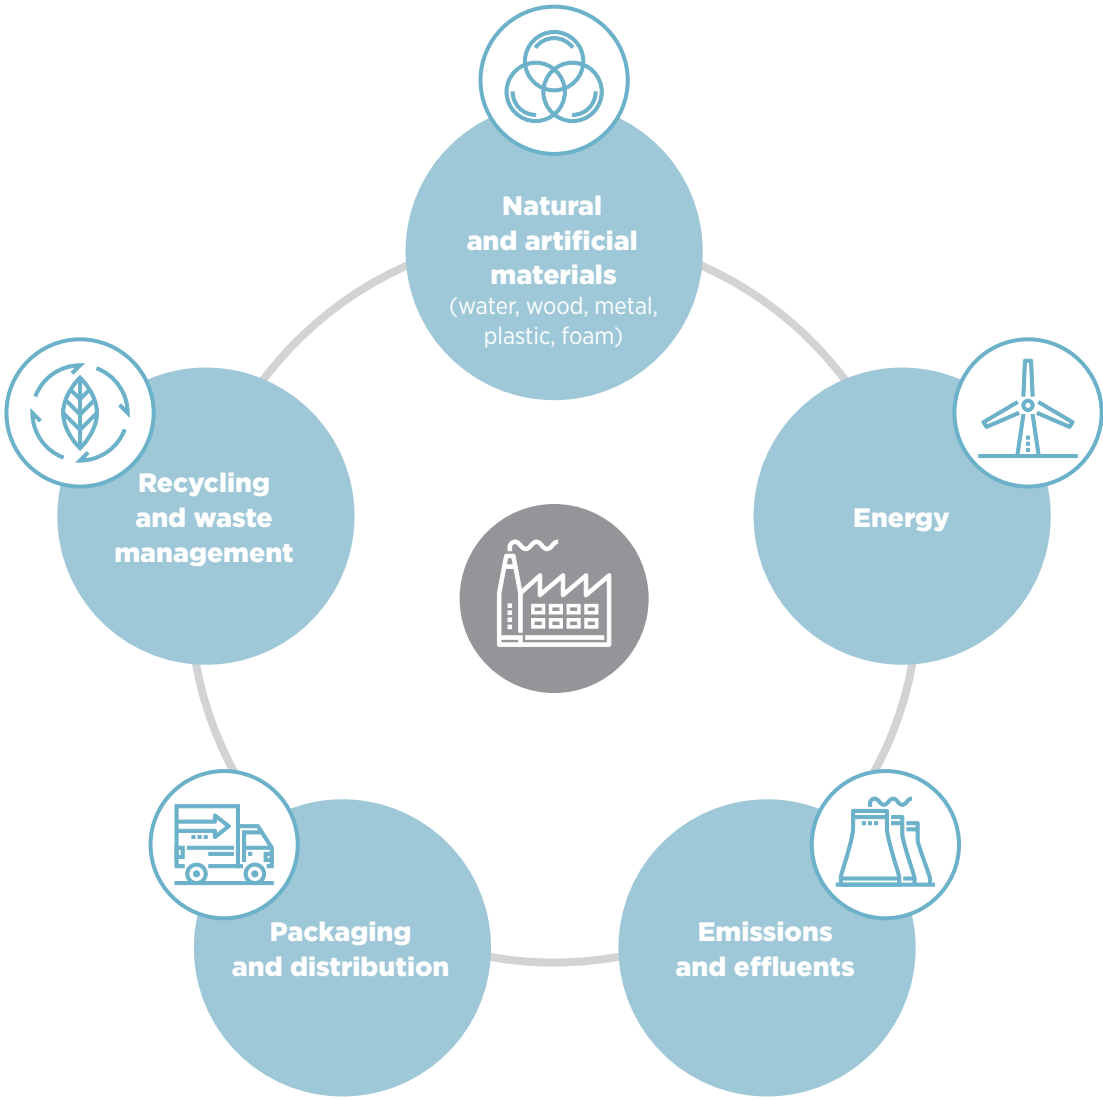 Natural
and artificial
materials
(water, wood, metal,
plastic, foam)
Energy
Emissions
and effluents
Packaging
and distribution
Recycling
and waste
management